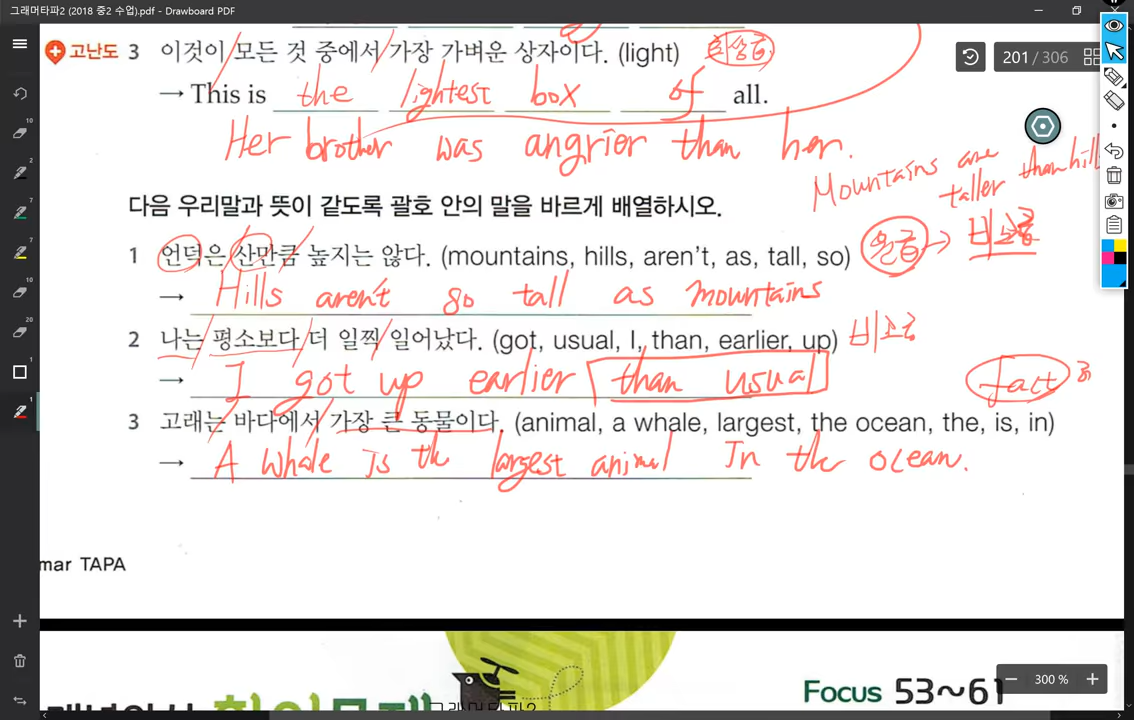 그래머타파2 (2018 중2 수업).pdf - Drawboard PDF
201 / 306
고난도 3 이것이 모든 것 중에서 가장 가벼운 상자이다. (light) 최상급
→ This is the lightest box of all.
Her brother was angrier than her.
Mountains are taller than hill
다음 우리말과 뜻이 같도록 괄호 안의 말을 바르게 배열하시오.
1 언덕은 산만큼 높지는 않다. (mountains, hills, aren't, as, tall, so) 원급 → 비교급
→ Hills aren't so tall as mountains
2 나는 평소보다 더 일찍 일어났다. (got, usual, I, than, earlier, up) 비교급
→ I got up earlier than usual
fact
3 고래는 바다에서 가장 큰 동물이다. (animal, a whale, largest, the ocean, the, is, in)
→ A whale is the largest animal In the ocean.
mar TAPA
Focus 53~61
그래머타파2
300 %